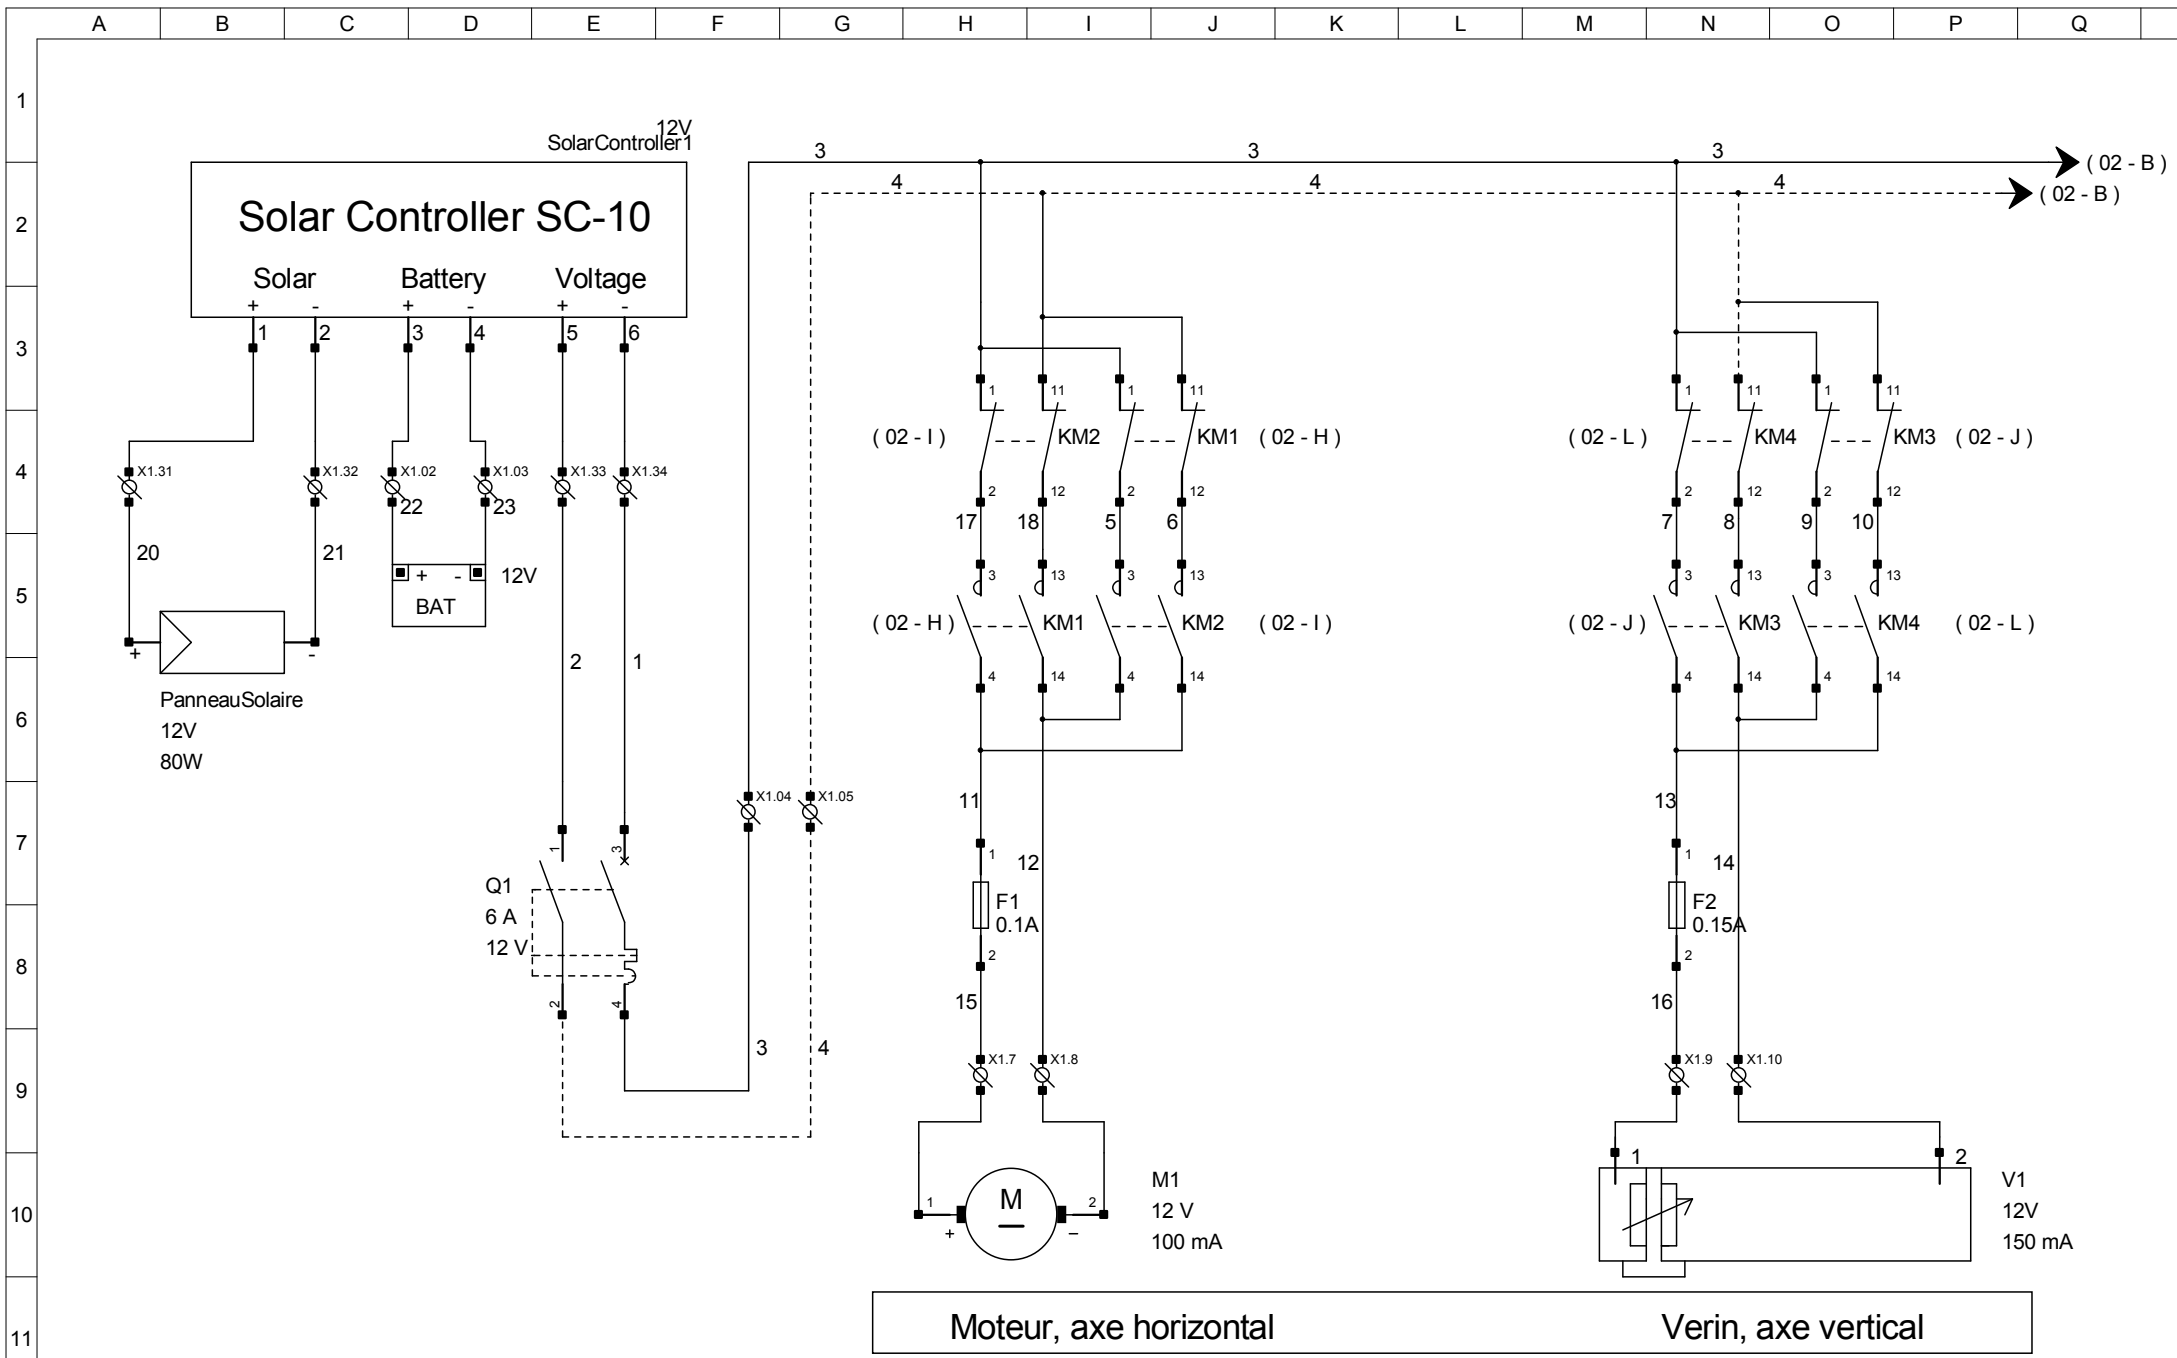 A B C D E F G H I J K L M N O P Q
1
2
3
4
5
6
7
8
9
10
11
12V
SolarController1
Solar Controller SC-10
Solar Battery Voltage
+ - + - + -
1 2 3 4 5 6
X1.31 X1.32 X1.02 X1.03 X1.33 X1.34
22 23
20 21
+ - 12V
BAT
+ -
PanneauSolaire
12V
80W
2 1
1 3
Q1
6 A
12 V
2 4
X1.04 X1.05
3 4
3 3 3 ( 02 - B )
4 4 4 ( 02 - B )
1 11 1 11
( 02 - I ) KM2 KM1 ( 02 - H )
2 12 2 12
17 18 5 6
3 13 3 13
( 02 - H ) KM1 KM2 ( 02 - I )
4 14 4 14
11
1 12
F1
0.1A
2
15
X1.7 X1.8
1 M 2
+ −
M1
12 V
100 mA
1 11 1 11
( 02 - L ) KM4 KM3 ( 02 - J )
2 12 2 12
7 8 9 10
3 13 3 13
( 02 - J ) KM3 KM4 ( 02 - L )
4 14 4 14
13
1 14
F2
0.15A
2
16
X1.9 X1.10
1 2
V1
12V
150 mA
Moteur, axe horizontal Verin, axe vertical